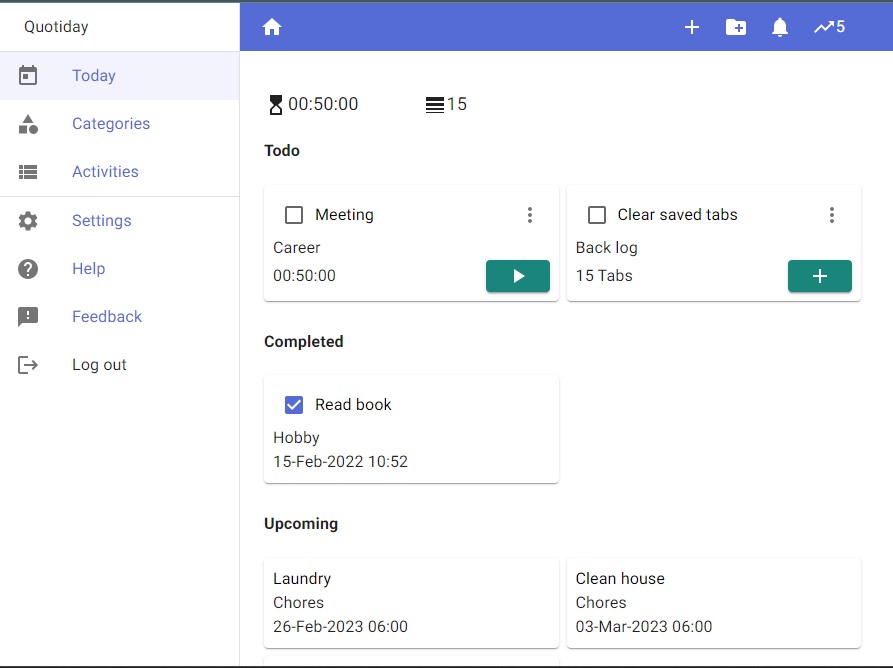 Quotiday
5
Today
Categories
Activities
Settings
Help
Feedback
Log out
00:50:00 15
Todo
Meeting
Career
00:50:00
Clear saved tabs
Back log
15 Tabs
Completed
Read book
Hobby
15-Feb-2022 10:52
Upcoming
Laundry
Chores
26-Feb-2023 06:00
Clean house
Chores
03-Mar-2023 06:00